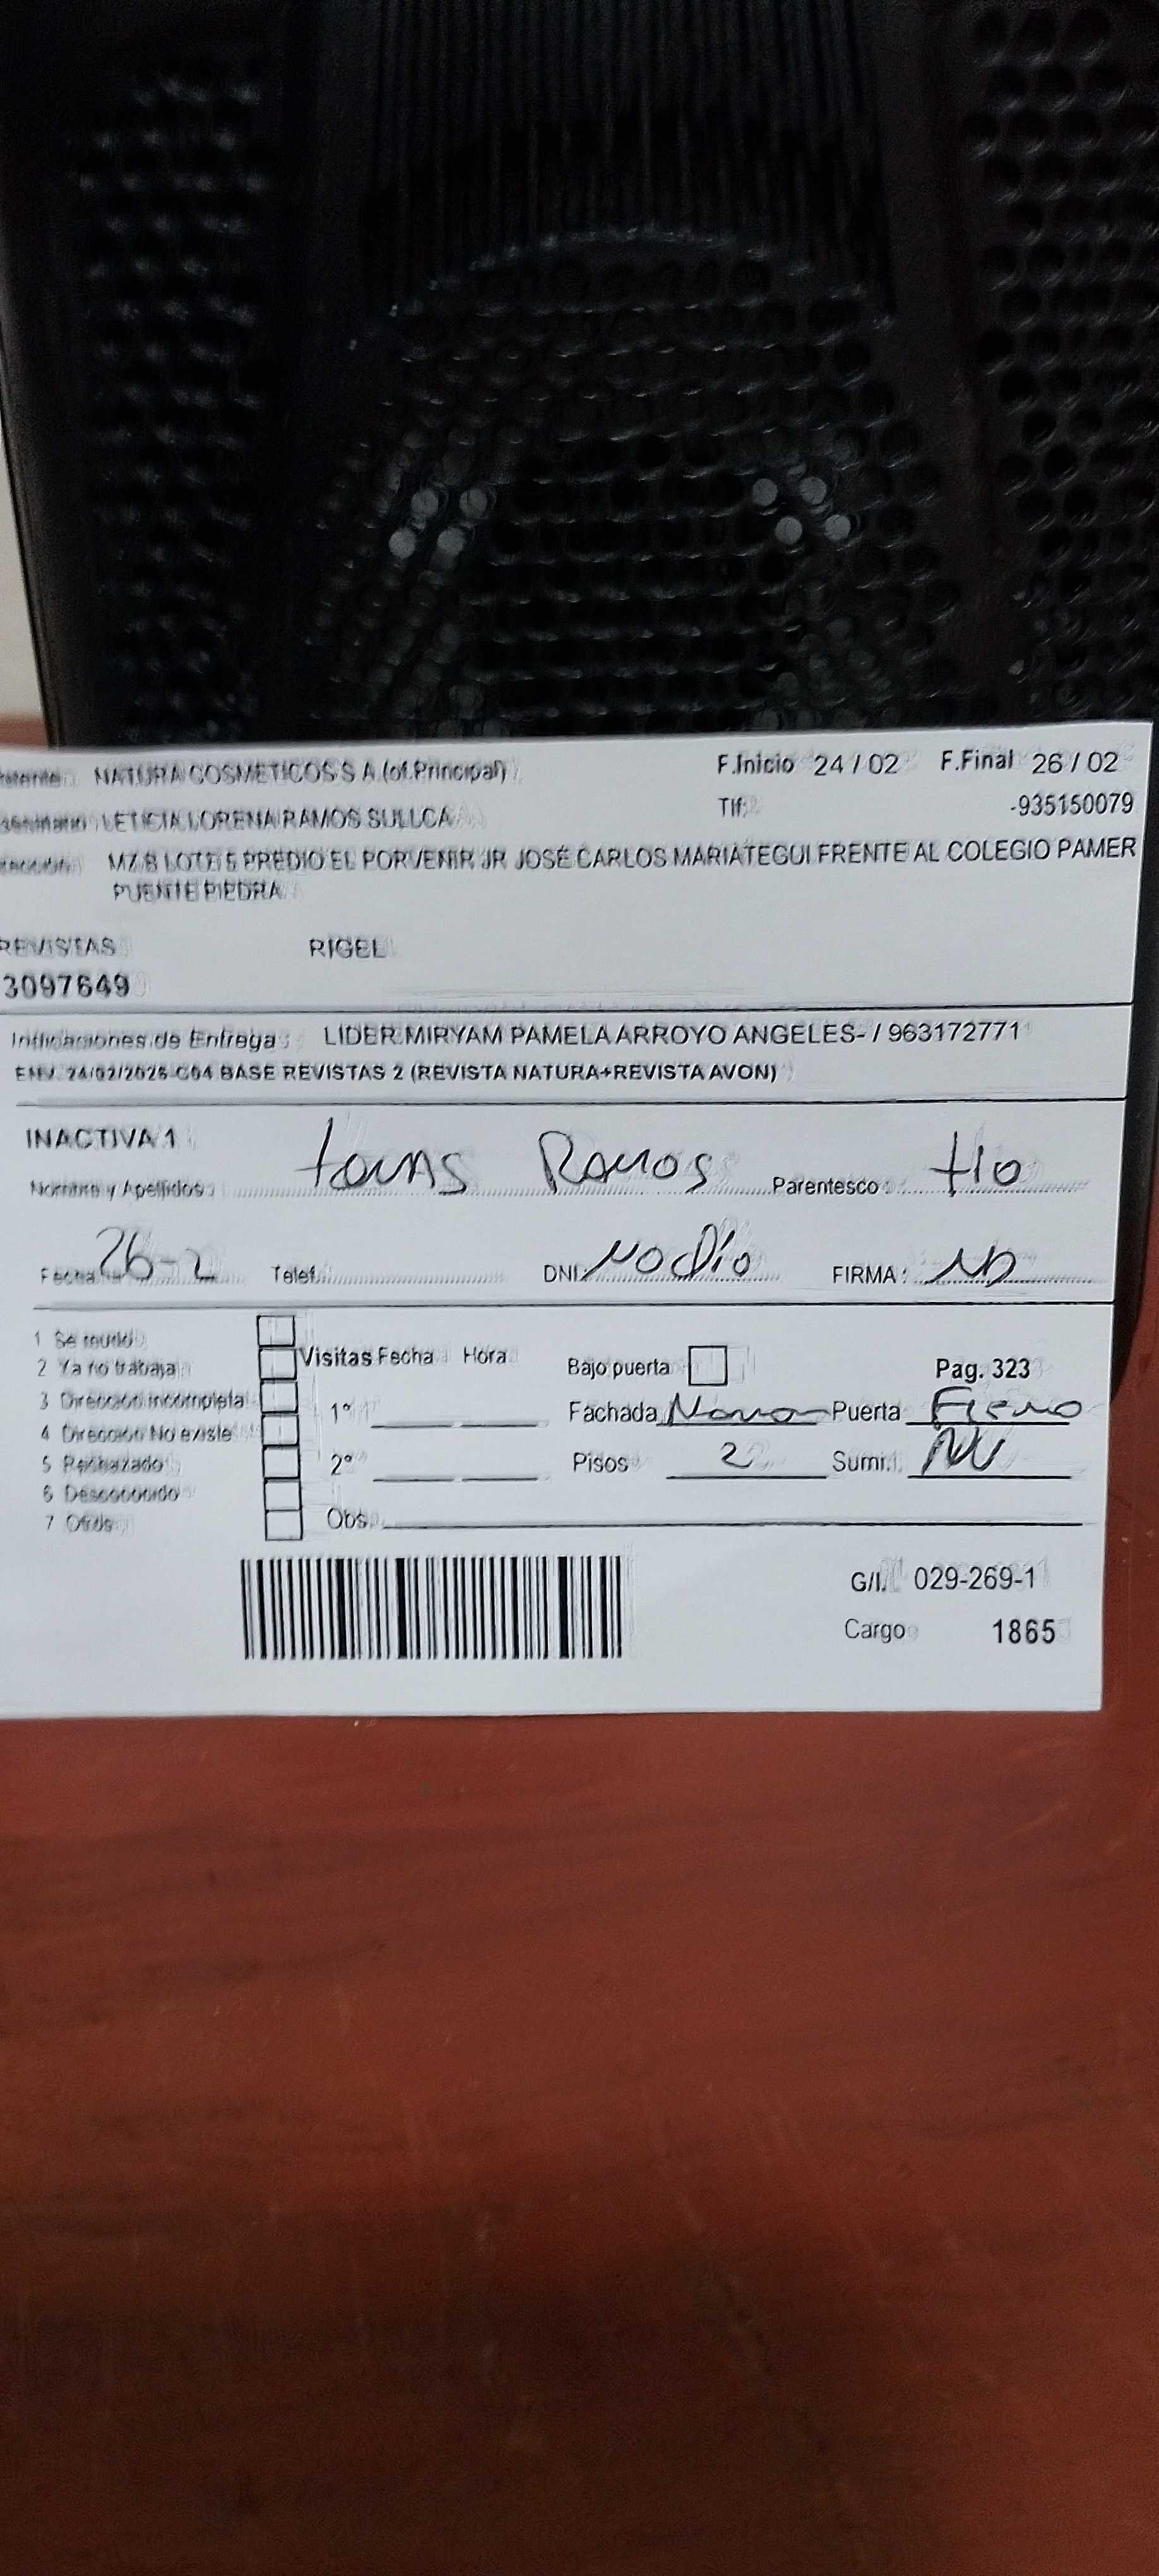 NATURA COSMETICOS S A (of.Principal) F.Inicio 24 / 02 F.Final 26 / 02
LETICIA LORENA RAMOS SULLCA Tlf: -935150079
MZ B LOTE 5 PREDIO EL PORVENIR JR JOSÉ CARLOS MARIATEGUI FRENTE AL COLEGIO PAMER
PUENTE PIEDRA
REVISTAS RIGEL
3097649
Indicaciones de Entrega : LIDER MIRYAM PAMELA ARROYO ANGELES- / 963172771
ENV. 24/02/2025 C04 BASE REVISTAS 2 (REVISTA NATURA+REVISTA AVON)
INACTIVA 1
Nombre y Apellidos : Ramos Parentesco : tio
Fecha 26-2 Telef. DNI: no dio FIRMA :
1 Se mudó
2 Ya no trabaja Visitas Fecha Hora Bajo puerta Pag. 323
3 Dirección incompleta 1° Fachada Puerta Fierro
4 Dirección No existe
5 Rechazado 2° Pisos 2 Sumi.
6 Desconocido
7 Otros Obs.
G/I. 029-269-1
Cargo 1865